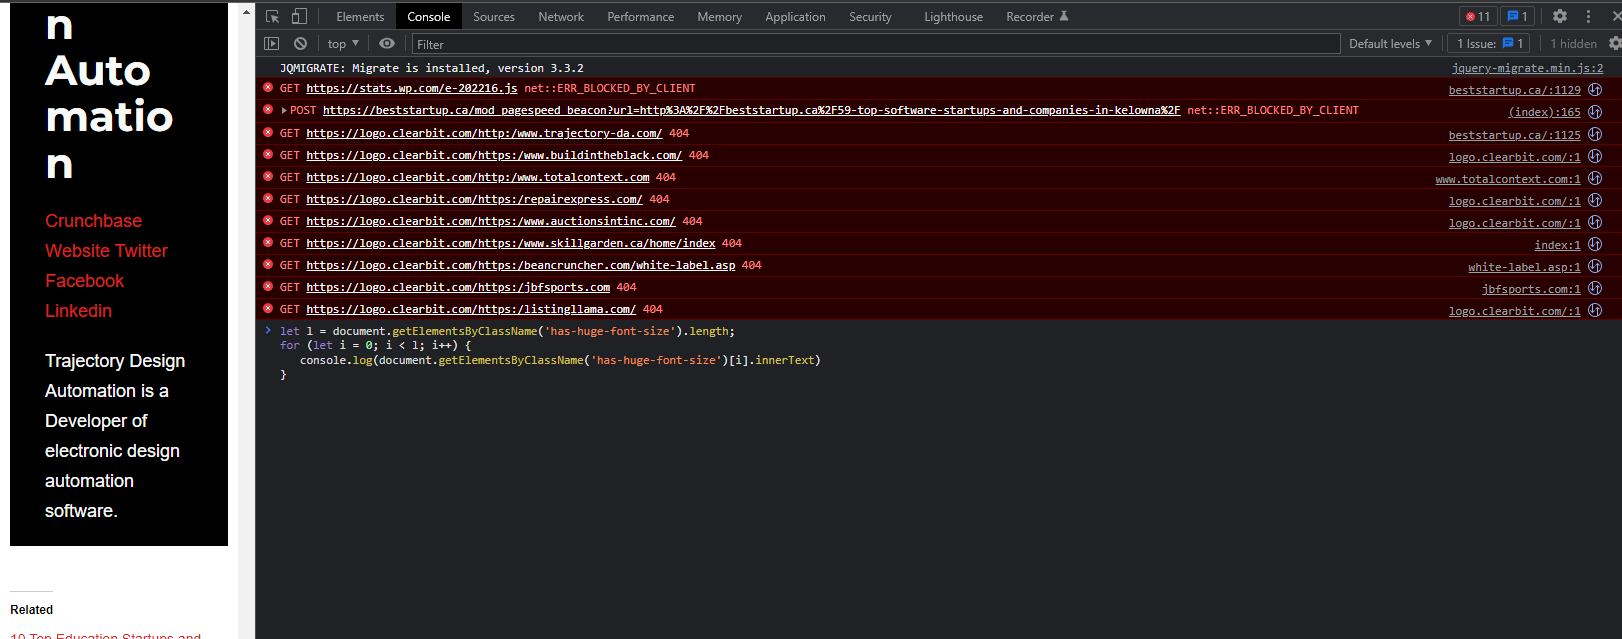 n
Auto
matio
n
Crunchbase
Website Twitter
Facebook
Linkedin
Trajectory Design
Automation is a
Developer of
electronic design
automation
software.
Related
10 Top Education Startups and
Elements Console Sources Network Performance Memory Application Security Lighthouse Recorder 11 1
top Filter Default levels 1 Issue: 1 1 hidden
JQMIGRATE: Migrate is installed, version 3.3.2 jquery-migrate.min.js:2
GET https://stats.wp.com/e-202216.js net::ERR_BLOCKED_BY_CLIENT beststartup.ca/:1129
POST https://beststartup.ca/mod_pagespeed_beacon?url=http%3A%2F%2Fbeststartup.ca%2F59-top-software-startups-and-companies-in-kelowna%2F net::ERR_BLOCKED_BY_CLIENT (index):165
GET https://logo.clearbit.com/http:/www.trajectory-da.com/ 404 beststartup.ca/:1125
GET https://logo.clearbit.com/https:/www.buildintheblack.com/ 404 logo.clearbit.com/:1
GET https://logo.clearbit.com/http:/www.totalcontext.com 404 www.totalcontext.com:1
GET https://logo.clearbit.com/https:/repairexpress.com/ 404 logo.clearbit.com/:1
GET https://logo.clearbit.com/https:/www.auctionsintinc.com/ 404 logo.clearbit.com/:1
GET https://logo.clearbit.com/https:/www.skillgarden.ca/home/index 404 index:1
GET https://logo.clearbit.com/https:/beancruncher.com/white-label.asp 404 white-label.asp:1
GET https://logo.clearbit.com/https:/jbfsports.com 404 jbfsports.com:1
GET https://logo.clearbit.com/https:/listingllama.com/ 404 logo.clearbit.com/:1
let l = document.getElementsByClassName('has-huge-font-size').length;
for (let i = 0; i < l; i++) {
console.log(document.getElementsByClassName('has-huge-font-size')[i].innerText)
}